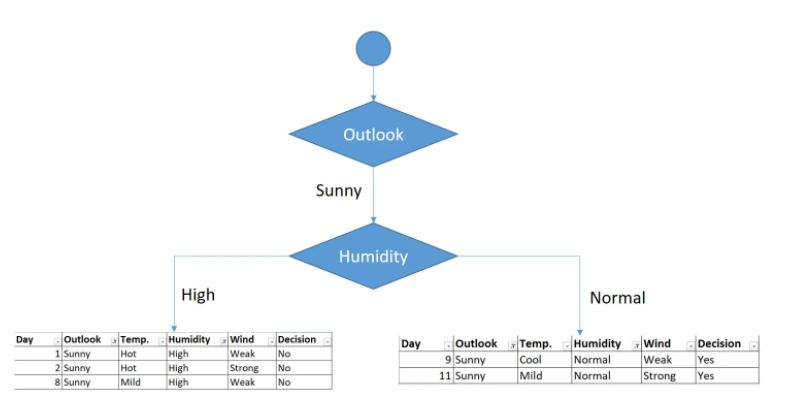 Outlook
Sunny
Humidity
High
Normal
Day Outlook Temp. Humidity Wind Decision
1 Sunny Hot High Weak No
2 Sunny Hot High Strong No
8 Sunny Mild High Weak No
Day Outlook Temp. Humidity Wind Decision
9 Sunny Cool Normal Weak Yes
11 Sunny Mild Normal Strong Yes